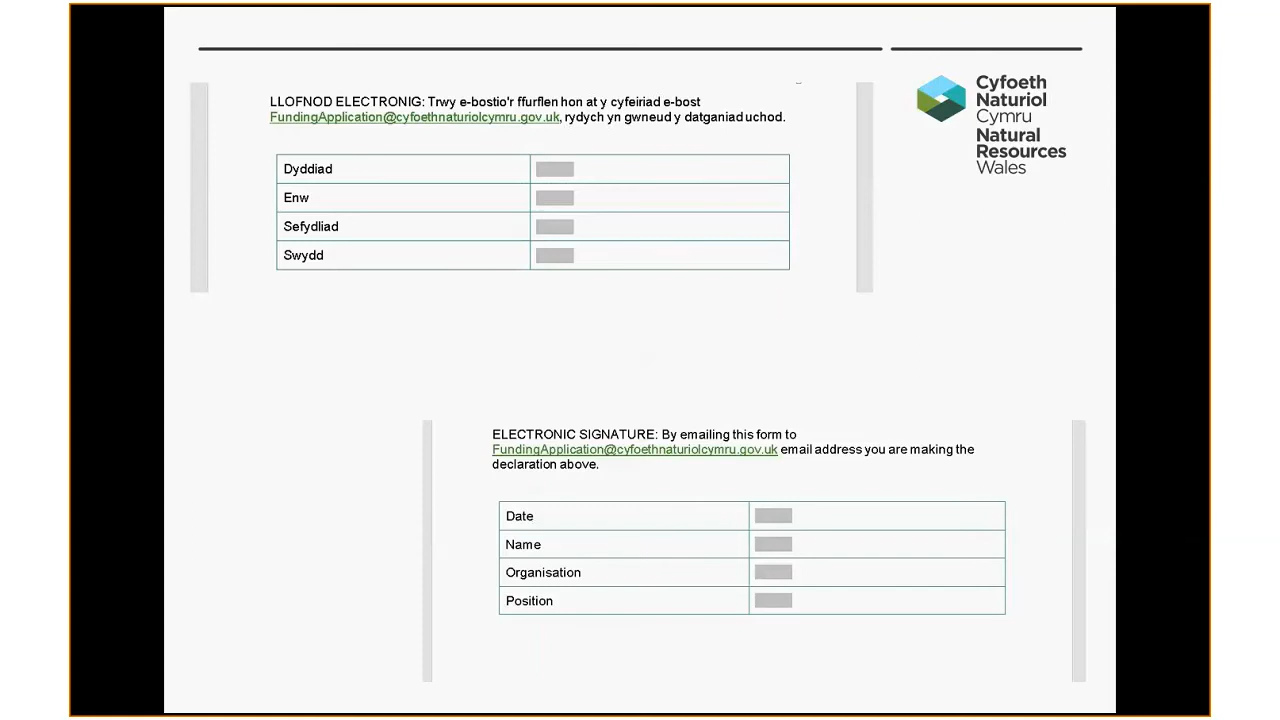 Cyfoeth
Naturiol
Cymru
Natural
Resources
Wales
LLOFNOD ELECTRONIG: Trwy e-bostio'r ffurflen hon at y cyfeiriad e-bost
FundingApplication@cyfoethnaturiolcymru.gov.uk, rydych yn gwneud y datganiad uchod.
Dyddiad
Enw
Sefydliad
Swydd
ELECTRONIC SIGNATURE: By emailing this form to
FundingApplication@cyfoethnaturiolcymru.gov.uk email address you are making the
declaration above.
Date
Name
Organisation
Position